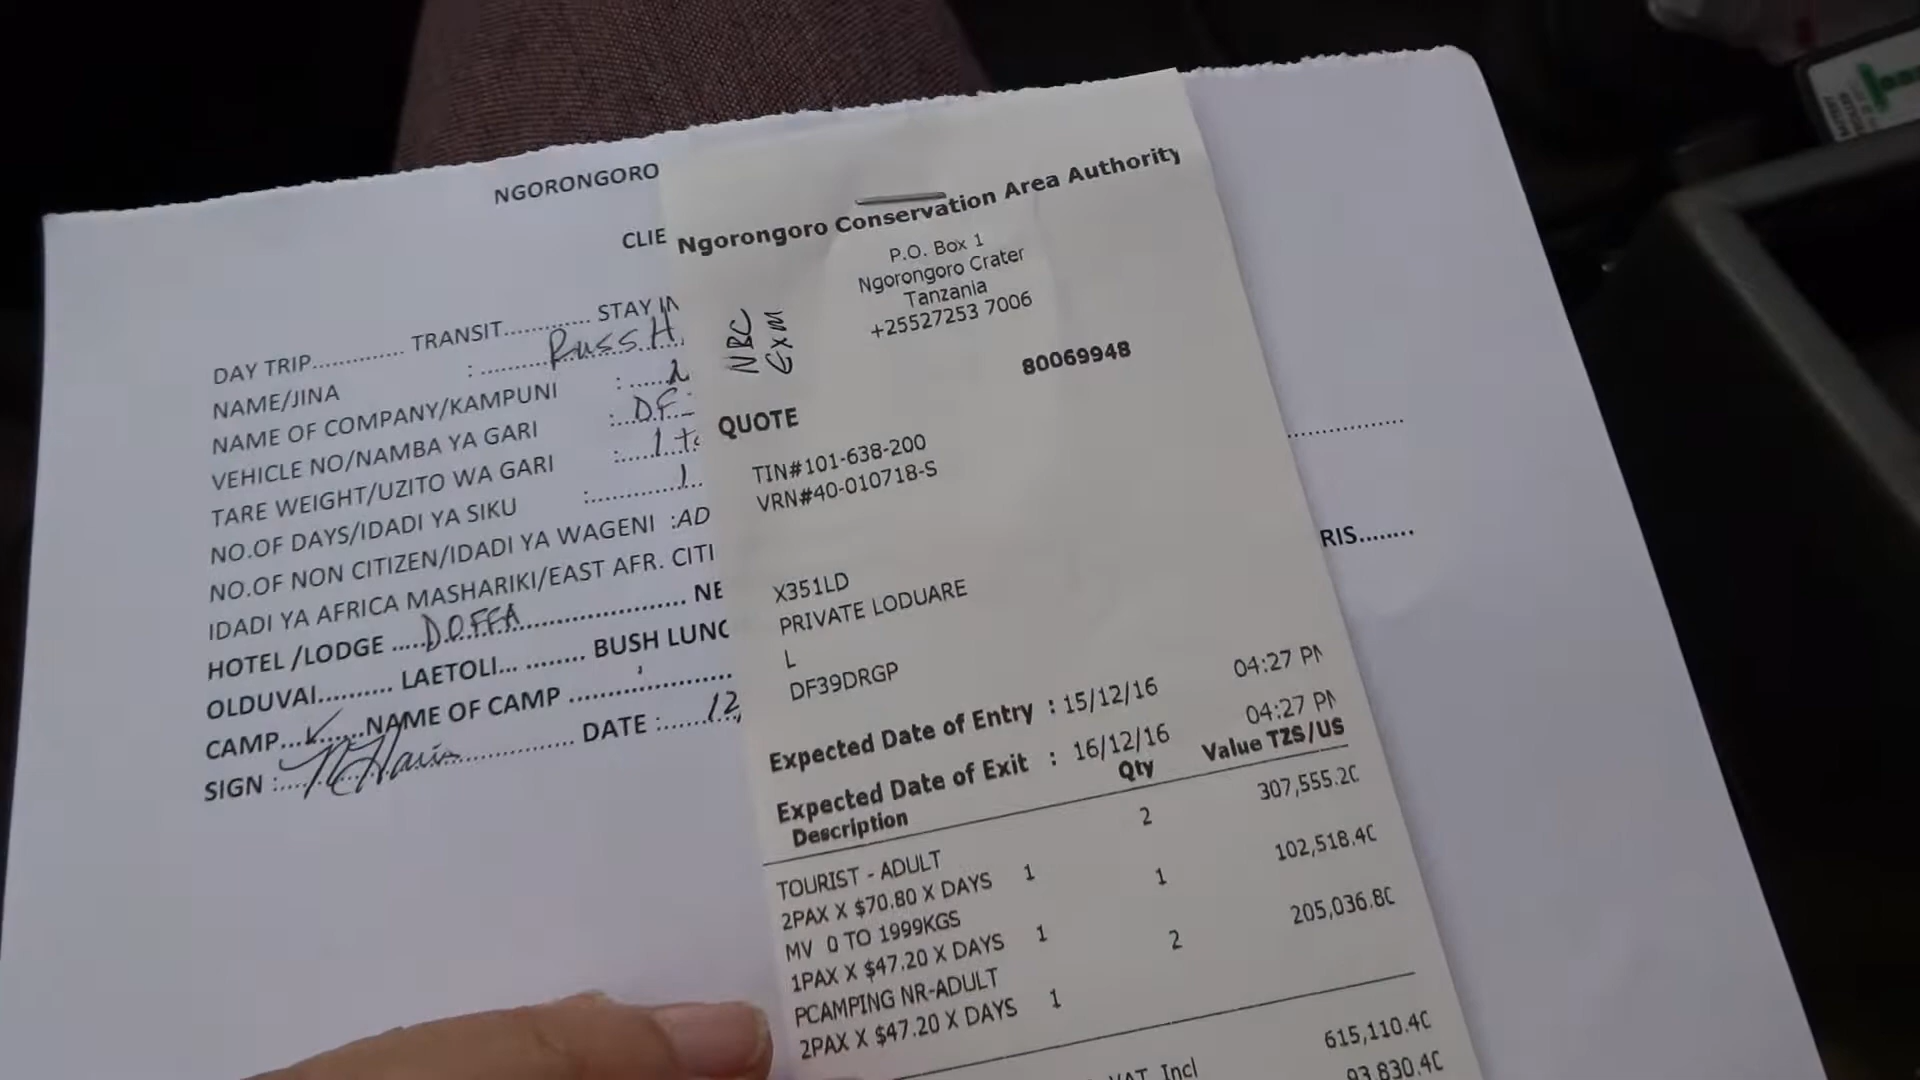 NGORONGORO
CLIE
DAY TRIP............. TRANSIT............ STAY IN
NAME/JINA : Russ H.
NAME OF COMPANY/KAMPUNI :
VEHICLE NO/NAMBA YA GARI : DF
TARE WEIGHT/UZITO WA GARI : 1
NO.OF DAYS/IDADI YA SIKU : 1
NO.OF NON CITIZEN/IDADI YA WAGENI :AD
IDADI YA AFRICA MASHARIKI/EAST AFR. CITI
HOTEL /LODGE ..... DOFFA ................. NE
OLDUVAI.......... LAETOLI... ........ BUSH LUNC
CAMP...✓......NAME OF CAMP ......................
SIGN :.................................. DATE :......12
RIS........
Ngorongoro Conservation Area Authority
P.O. Box 1
Ngorongoro Crater
Tanzania
+25527253 7006
NBC
EXM
80069948
QUOTE
TIN#101-638-200
VRN#40-010718-S
X351LD
PRIVATE LODUARE
L
DF39DRGP
Expected Date of Entry : 15/12/16 04:27 PM
Expected Date of Exit : 16/12/16 04:27 PM
Description Qty Value TZS/US
TOURIST - ADULT 2 307,555.20
2PAX X $70.80 X DAYS 1
MV 0 TO 1999KGS 1 102,518.40
1PAX X $47.20 X DAYS 1
PCAMPING NR-ADULT 2 205,036.80
2PAX X $47.20 X DAYS 1
615,110.40
VAT Incl 93,830.40